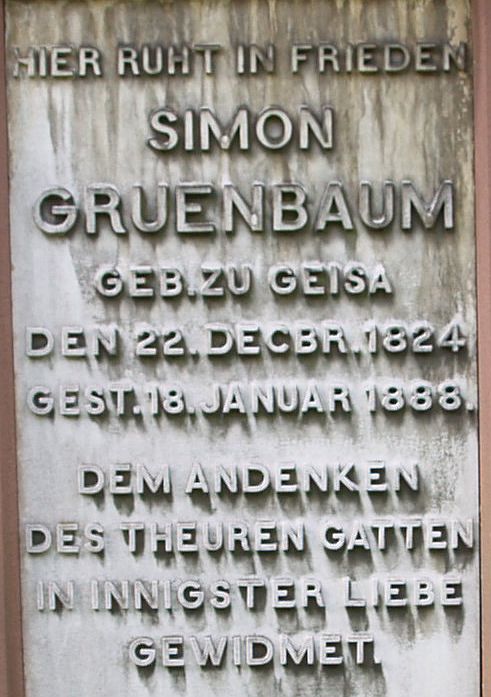 HIER RUHT IN FRIEDEN
SIMON
GRUENBAUM
GEB. ZU GEISA
DEN 22. DECBR. 1824
GEST. 18. JANUAR 1888.
DEM ANDENKEN
DES THEUREN GATTEN
IN INNIGSTER LIEBE
GEWIDMET.